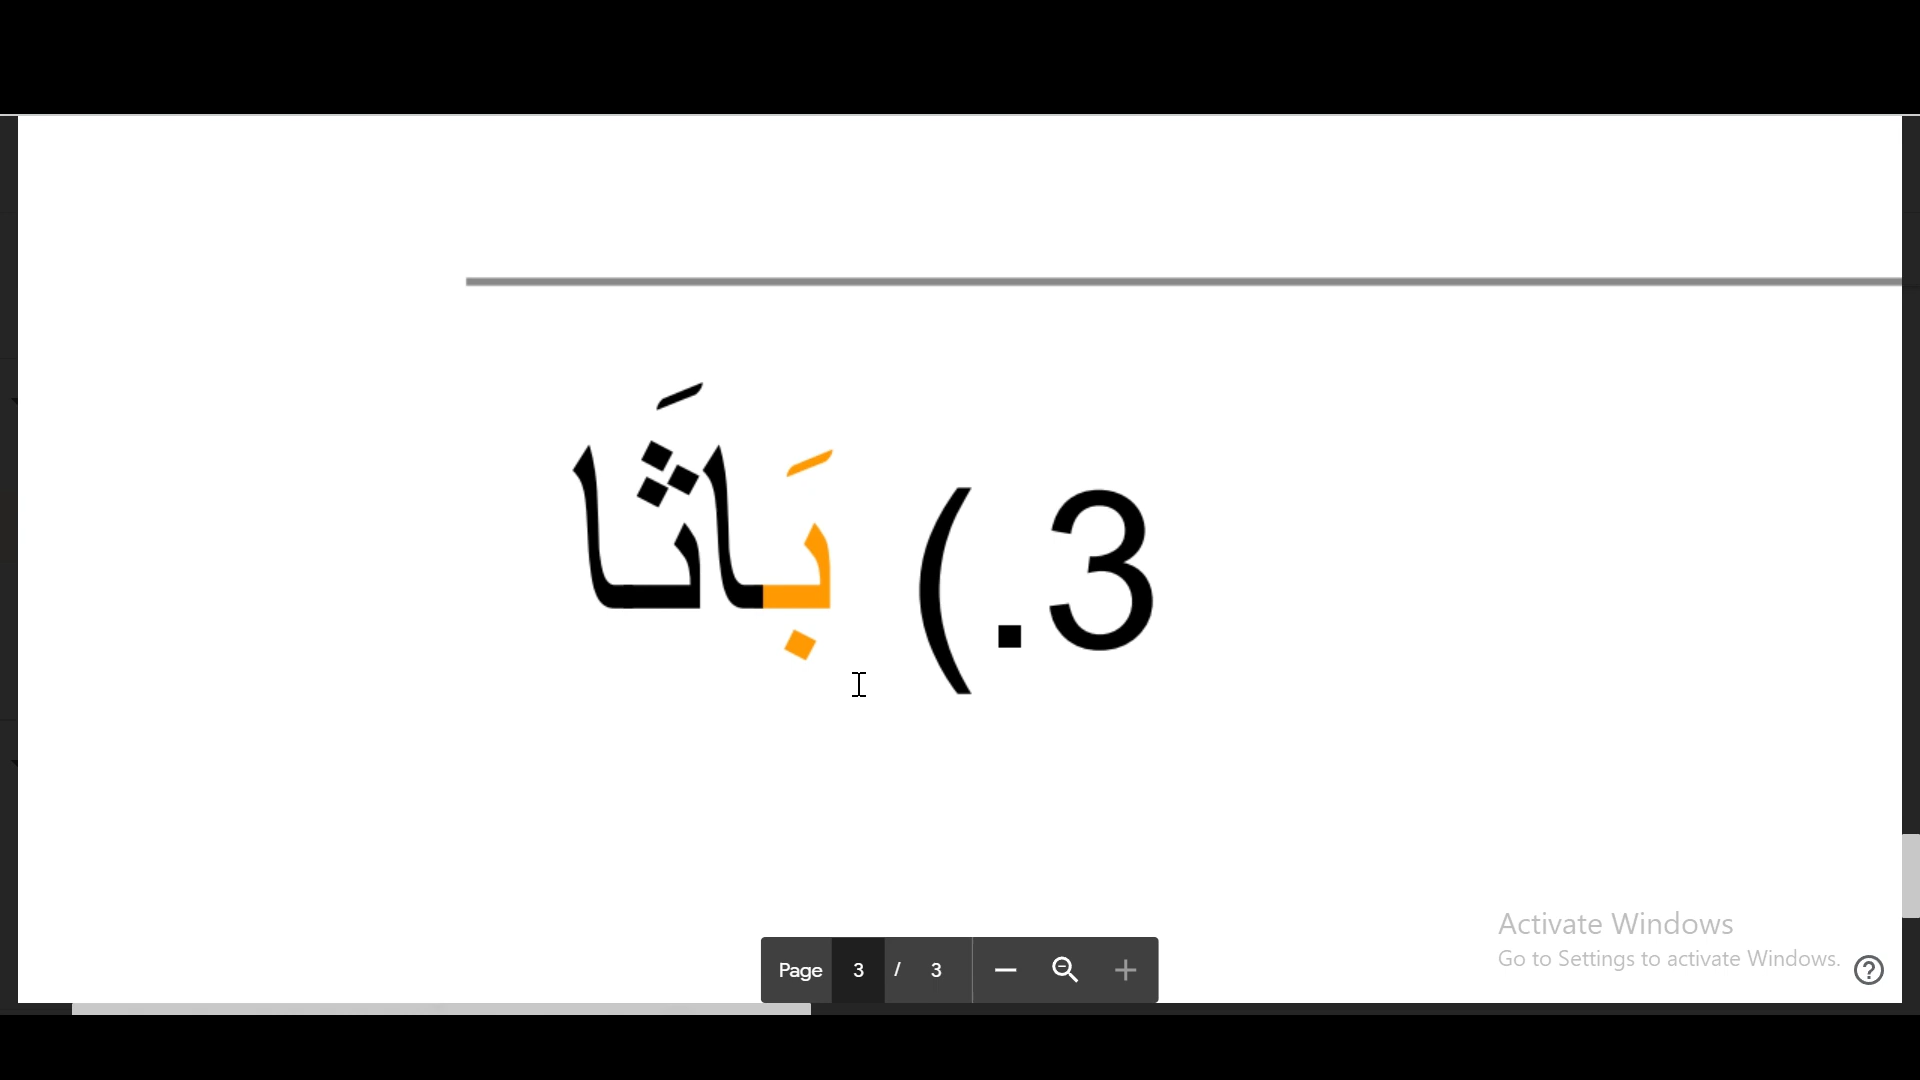 3.) بَاثَا
Activate Windows
Go to Settings to activate Windows.
Page 3 / 3